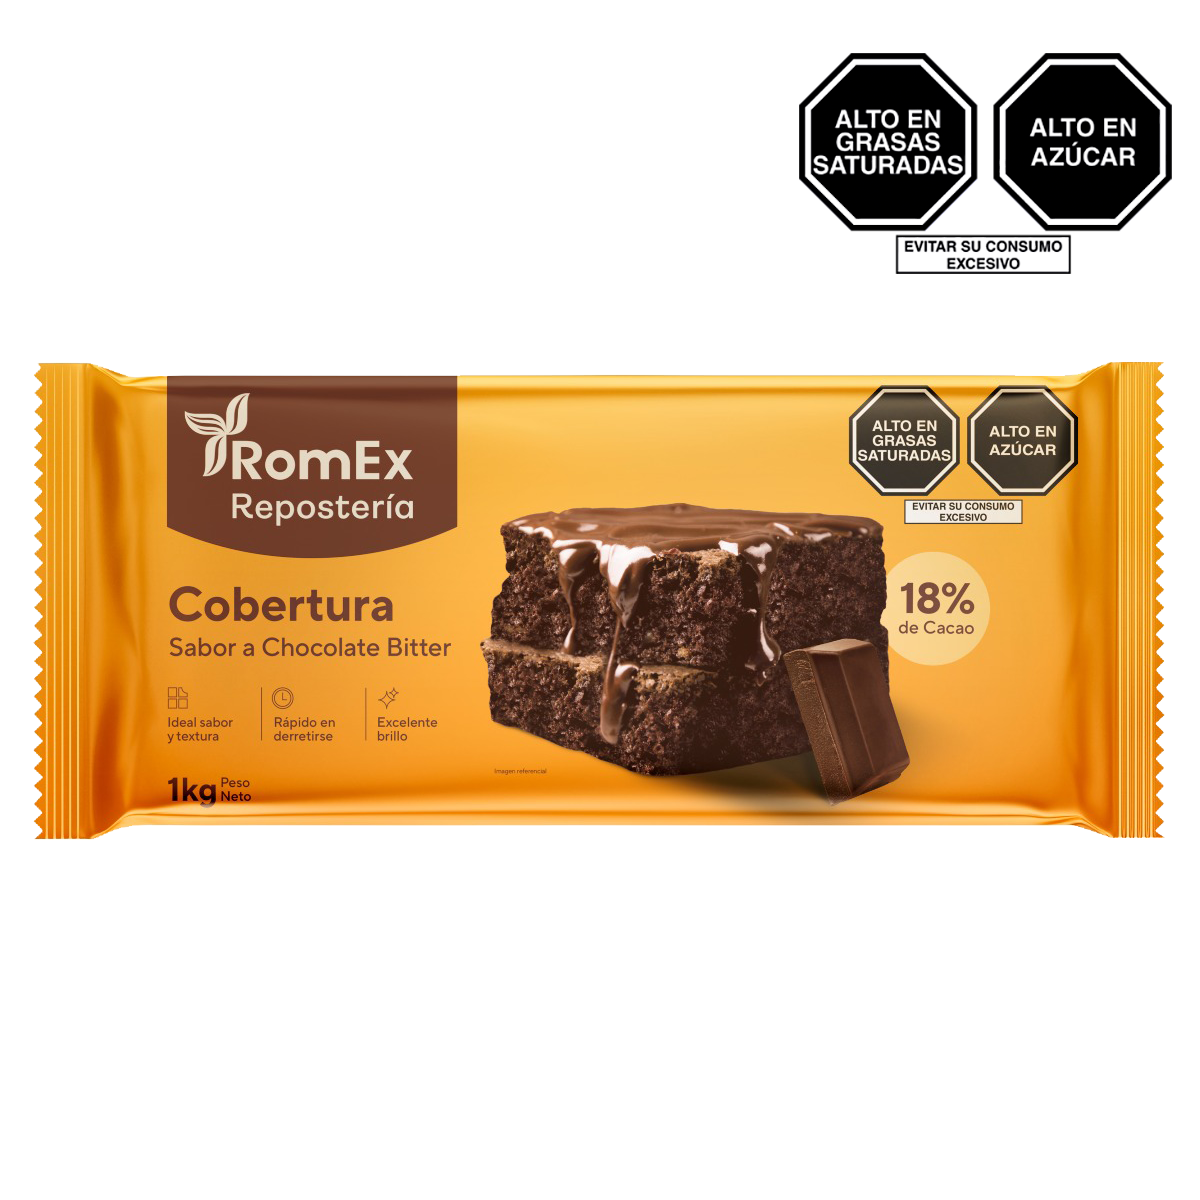 ALTO EN
GRASAS
SATURADAS
ALTO EN
AZÚCAR
EVITAR SU CONSUMO
EXCESIVO
RomEx
Repostería
ALTO EN
GRASAS
SATURADAS
ALTO EN
AZÚCAR
EVITAR SU CONSUMO
EXCESIVO
Cobertura
Sabor a Chocolate Bitter
18%
de Cacao
Ideal sabor
y textura
Rápido en
derretirse
Excelente
brillo
1kg Peso
Neto
Imagen referencial